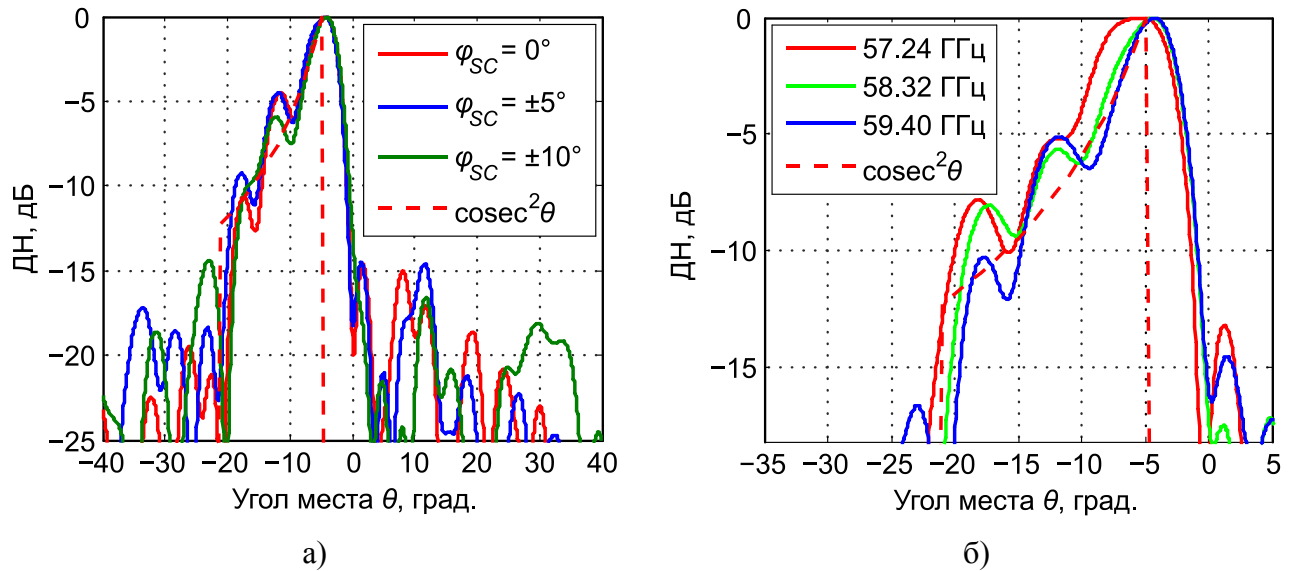 0
−5
−10
−15
−20
−25
−40 −30 −20 −10 0 10 20 30 40
ДН, дБ
Угол места θ, град.
φSC = 0°
φSC = ±5°
φSC = ±10°
cosec²θ
а)
0
−5
−10
−15
−35 −30 −25 −20 −15 −10 −5 0 5
ДН, дБ
Угол места θ, град.
57.24 ГГц
58.32 ГГц
59.40 ГГц
cosec²θ
б)